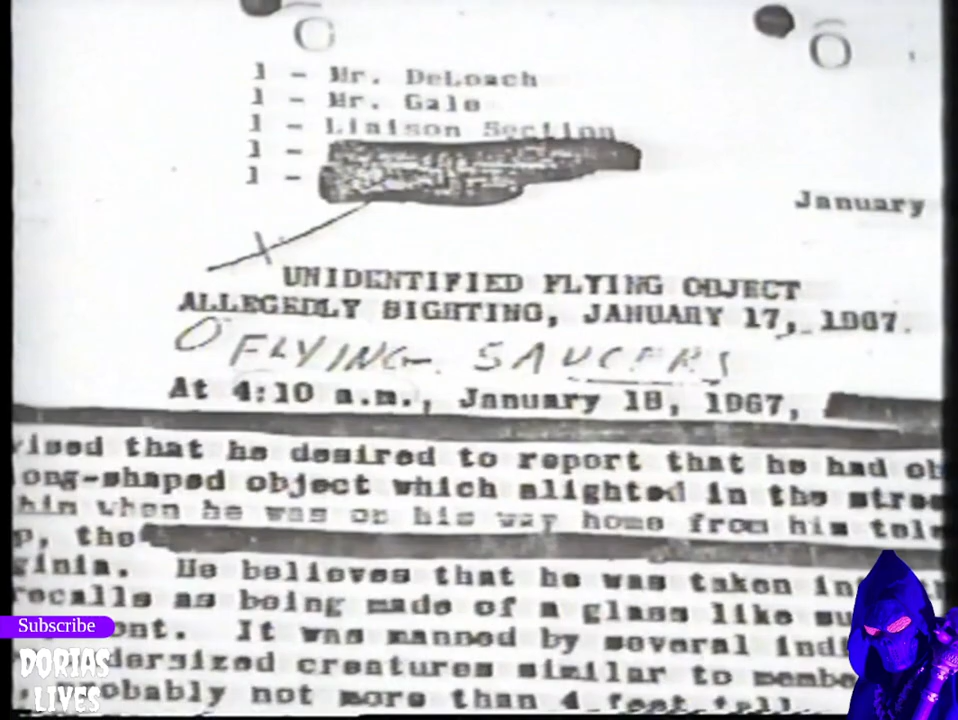 1 - Mr. DeLoach
1 - Mr. Gale
1 - Liaison Section
1 -
1 -
January
UNIDENTIFIED FLYING OBJECT
ALLEGEDLY SIGHTING, JANUARY 17, 1967.
O FLYING SAUCERS
At 4:10 a.m., January 18, 1967,
vised that he desired to report that he had ob
ong-shaped object which alighted in the stree
him when he was on his way home from his tele
p, the
ginia. He believes that he was taken int
recalls as being made of a glass like su
ent. It was manned by several indi
dersized creatures similar to membe
robably not more than 4 feet tall.
Subscribe
DORIAS
LIVES